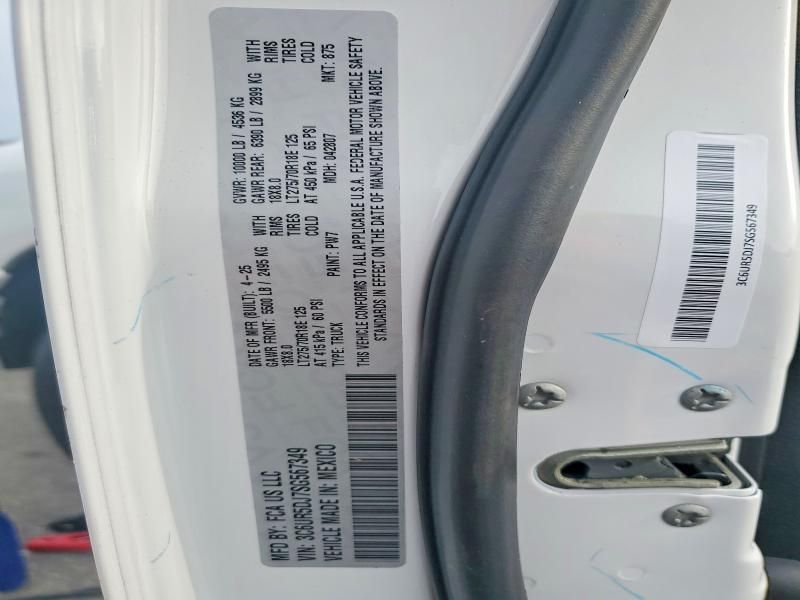 MFD BY: FCA US LLC
DATE OF MFR (BUILT): 4-25
GVWR: 10000 LB / 4536 KG
GAWR FRONT: 5500 LB / 2495 KG WITH
GAWR REAR: 6390 LB / 2899 KG WITH
18X8.0 RIMS
18X8.0 RIMS
LT275/70R18E 125 TIRES
LT275/70R18E 125 TIRES
AT 415 kPa / 60 PSI COLD
AT 450 kPa / 65 PSI COLD
VIN: 3C6UR5DJ7SG567349
TYPE: TRUCK
PAINT: PW7
MDH: 042807
MKT: 875
VEHICLE MADE IN: MEXICO
THIS VEHICLE CONFORMS TO ALL APPLICABLE U.S.A. FEDERAL MOTOR VEHICLE SAFETY
STANDARDS IN EFFECT ON THE DATE OF MANUFACTURE SHOWN ABOVE.
3C6UR5DJ7SG567349